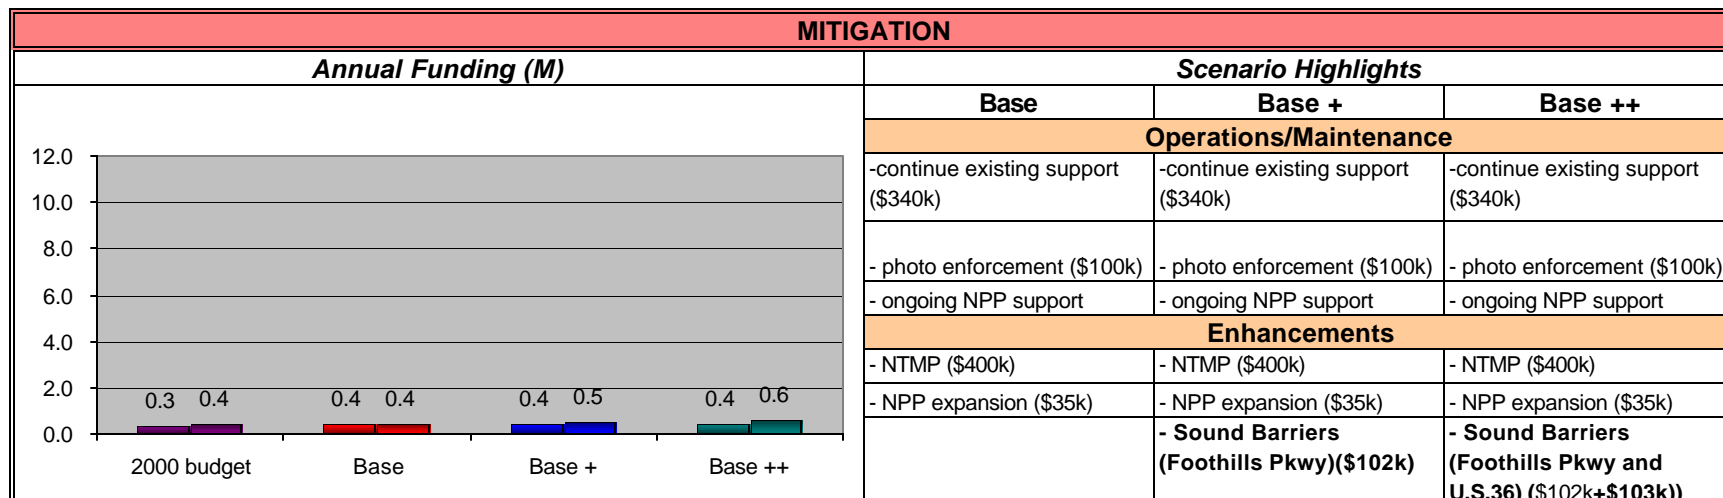 MITIGATION
Annual Funding (M)
Scenario Highlights
Base
Base +
Base ++
Operations/Maintenance
-continue existing support
($340k)
-continue existing support
($340k)
-continue existing support
($340k)
- photo enforcement ($100k)
- photo enforcement ($100k)
- photo enforcement ($100k)
- ongoing NPP support
- ongoing NPP support
- ongoing NPP support
Enhancements
- NTMP ($400k)
- NTMP ($400k)
- NTMP ($400k)
- NPP expansion ($35k)
- NPP expansion ($35k)
- NPP expansion ($35k)
- Sound Barriers
(Foothills Pkwy)($102k)
- Sound Barriers
(Foothills Pkwy and
U.S.36) ($102k+$103k))
12.0
10.0
8.0
6.0
4.0
2.0
0.0
0.3 0.4
0.4 0.4
0.4 0.5
0.4 0.6
2000 budget
Base
Base +
Base ++